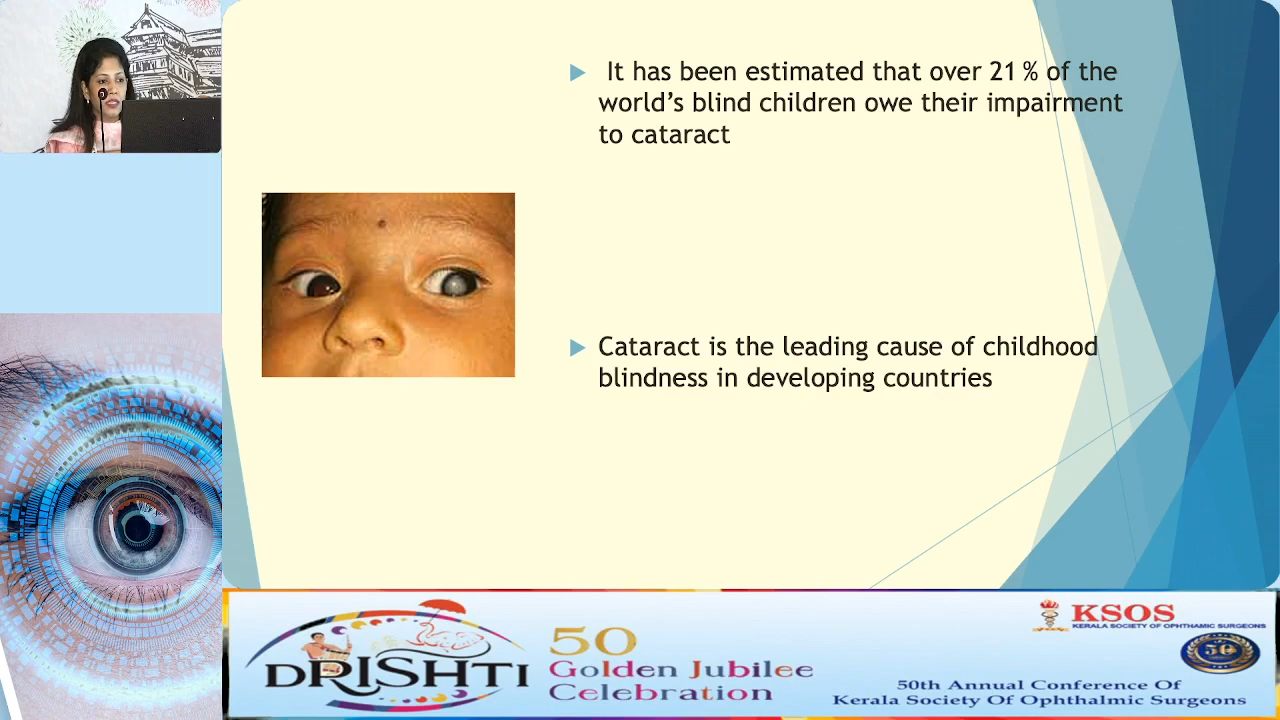 It has been estimated that over 21 % of the
world's blind children owe their impairment
to cataract
Cataract is the leading cause of childhood
blindness in developing countries
DRISHTI
50
Golden Jubilee
Celebration
KSOS
KERALA SOCIETY OF OPHTHAMIC SURGEONS
50
50th Annual Conference Of
Kerala Society Of Ophthalmic Surgeons